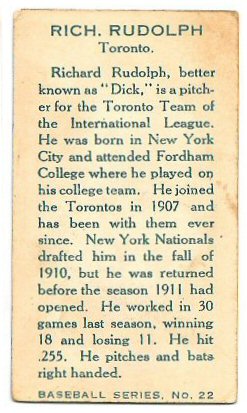 RICH. RUDOLPH
Toronto.
Richard Rudolph, better
known as "Dick," is a pitch-
er for the Toronto Team of
the International League.
He was born in New York
City and attended Fordham
College where he played on
his college team. He joined
the Torontos in 1907 and
has been with them ever
since. New York Nationals
drafted him in the fall of
1910, but he was returned
before the season 1911 had
opened. He worked in 30
games last season, winning
18 and losing 11. He hit
.255. He pitches and bats
right handed.
BASEBALL SERIES, No. 22